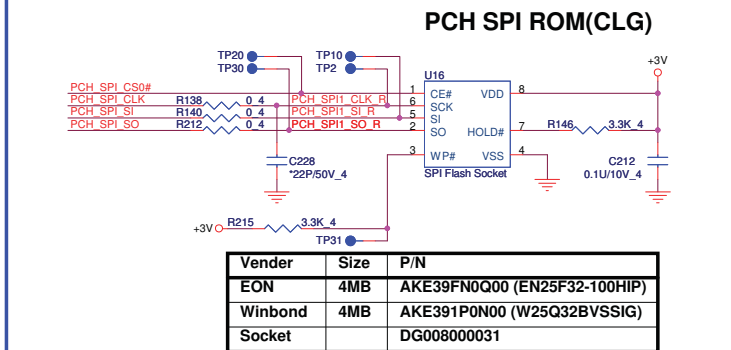 PCH SPI ROM(CLG)
TP20 TP10 +3V
TP30 TP2 U16
PCH_SPI_CS0# 1 CE# VDD 8
PCH_SPI_CLK R138 0_4 PCH_SPI1_CLK_R 6 SCK
PCH_SPI_SI R140 0_4 PCH_SPI1_SI_R 5 SI
PCH_SPI_SO R212 0_4 PCH_SPI1_SO_R 2 SO HOLD# 7 R146 3.3K_4
3 WP# VSS 4
C228 SPI Flash Socket C212
*22P/50V_4 0.1U/10V_4
+3V R215 3.3K_4
TP31
Vender Size P/N
EON 4MB AKE39FN0Q00 (EN25F32-100HIP)
Winbond 4MB AKE391P0N00 (W25Q32BVSSIG)
Socket DG008000031